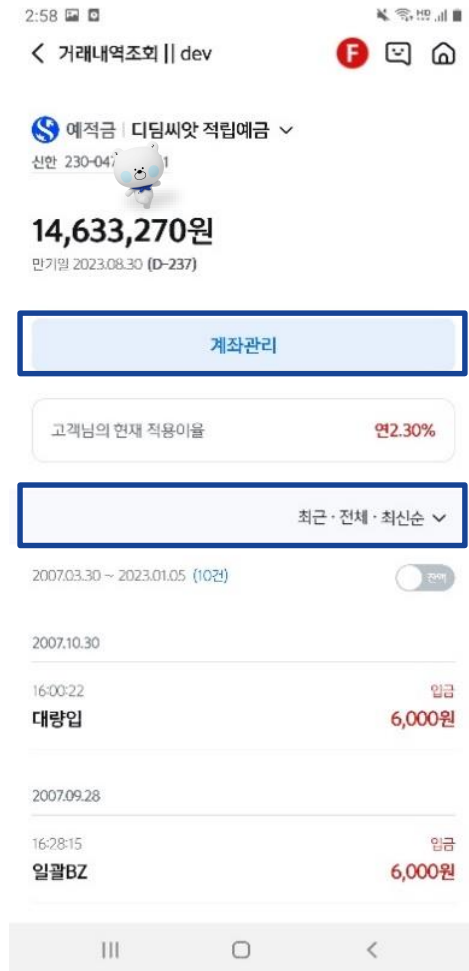 2:58
거래내역조회 || dev
F
예적금 | 디딤씨앗 적립예금
신한 230-04
14,633,270원
만기일 2023.08.30 (D-237)
계좌관리
고객님의 현재 적용이율 연2.30%
최근 · 전체 · 최신순
2007.03.30 ~ 2023.01.05 (10건) 잔액
2007.10.30
16:00:22 입금
대량입 6,000원
2007.09.28
16:28:15 입금
일괄BZ 6,000원